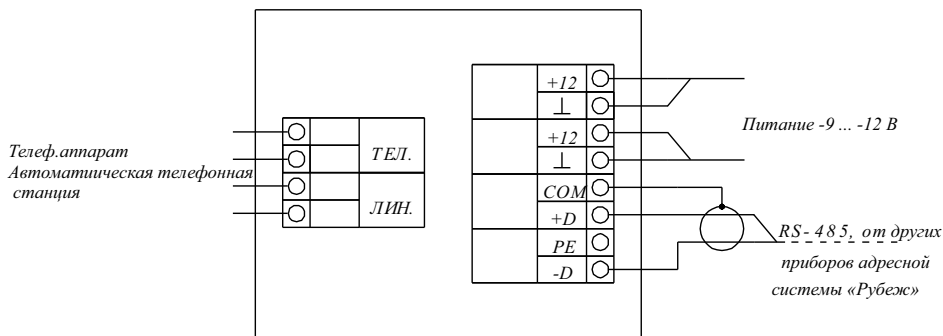 Телеф.аппарат
Автоматиическая телефонная
станция
ТЕЛ.
ЛИН.
+12
⊥
+12
⊥
COM
+D
PE
-D
Питание -9 ... -12 В
RS-485, от других
приборов адресной
системы «Рубеж»